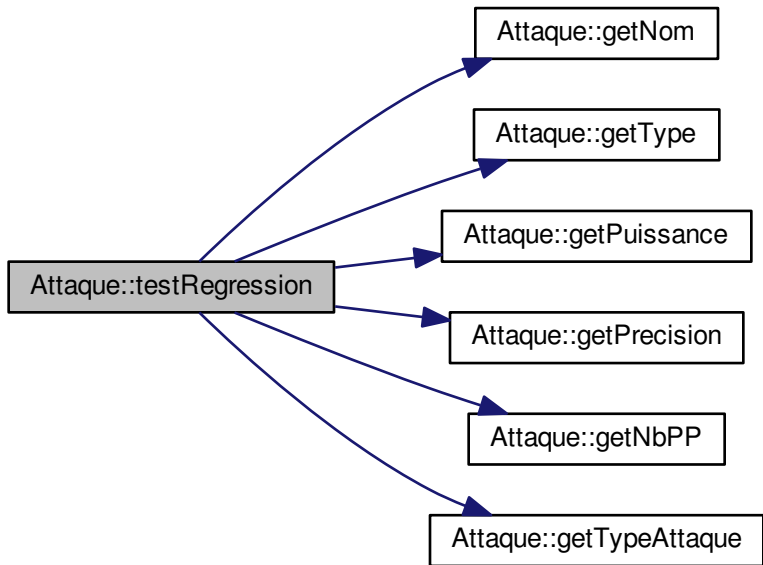 Attaque::getNom
Attaque::getType
Attaque::getPuissance
Attaque::testRegression
Attaque::getPrecision
Attaque::getNbPP
Attaque::getTypeAttaque